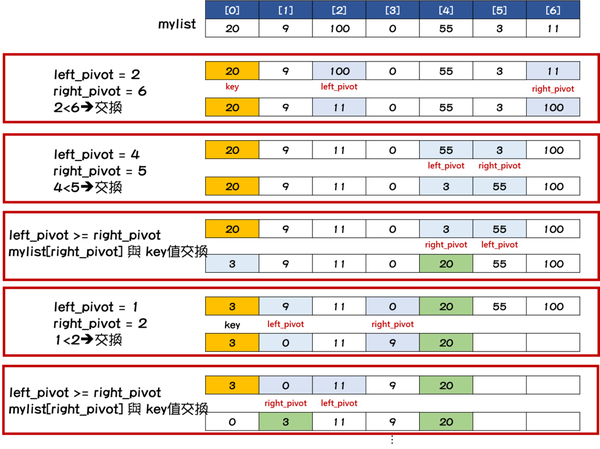 [0] [1] [2] [3] [4] [5] [6]
mylist 20 9 100 0 55 3 11
left_pivot = 2
right_pivot = 6
2<6➔交換
20 9 100 0 55 3 11
key left_pivot right_pivot
20 9 11 0 55 3 100
left_pivot = 4
right_pivot = 5
4<5➔交換
20 9 11 0 55 3 100
left_pivot right_pivot
20 9 11 0 3 55 100
left_pivot >= right_pivot
mylist[right_pivot] 與 key值交換
20 9 11 0 3 55 100
right_pivot left_pivot
3 9 11 0 20 55 100
left_pivot = 1
right_pivot = 2
1<2➔交換
3 9 11 0 20 55 100
key left_pivot right_pivot
3 0 11 9 20
left_pivot >= right_pivot
mylist[right_pivot] 與 key值交換
3 0 11 9 20
right_pivot left_pivot
0 3 11 9 20
⋮